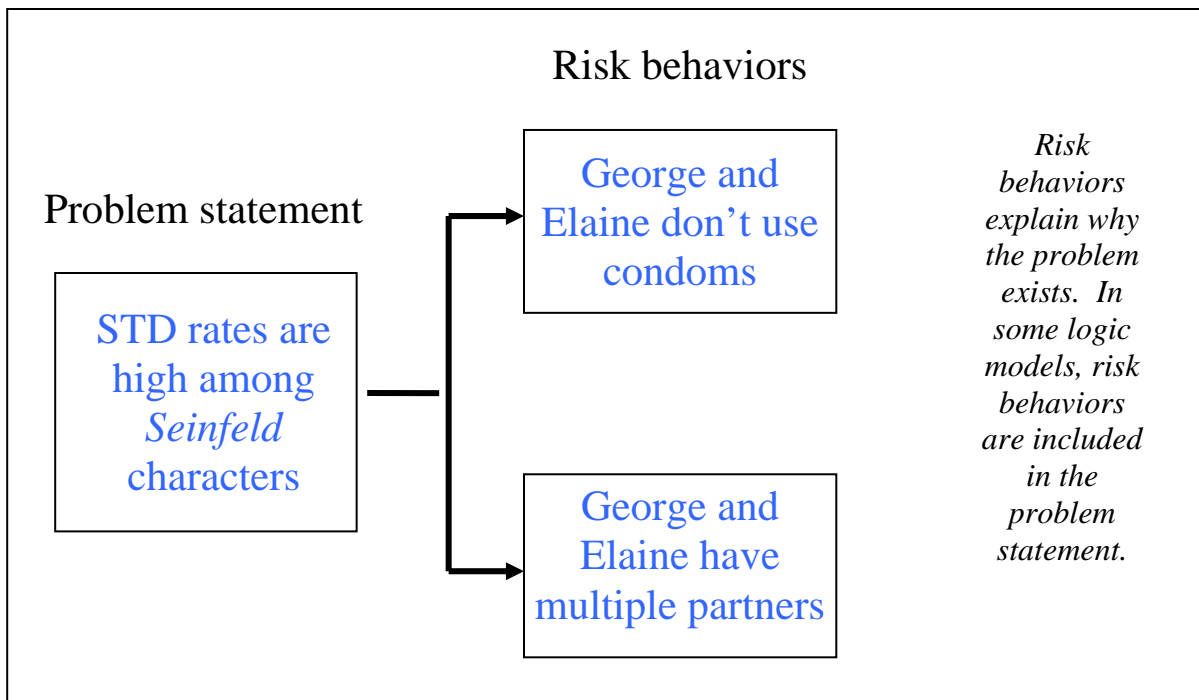 Risk behaviors
Problem statement
STD rates are
high among
Seinfeld
characters
George and
Elaine don’t use
condoms
George and
Elaine have
multiple partners
Risk
behaviors
explain why
the problem
exists.  In
some logic
models, risk
behaviors
are included
in the
problem
statement.